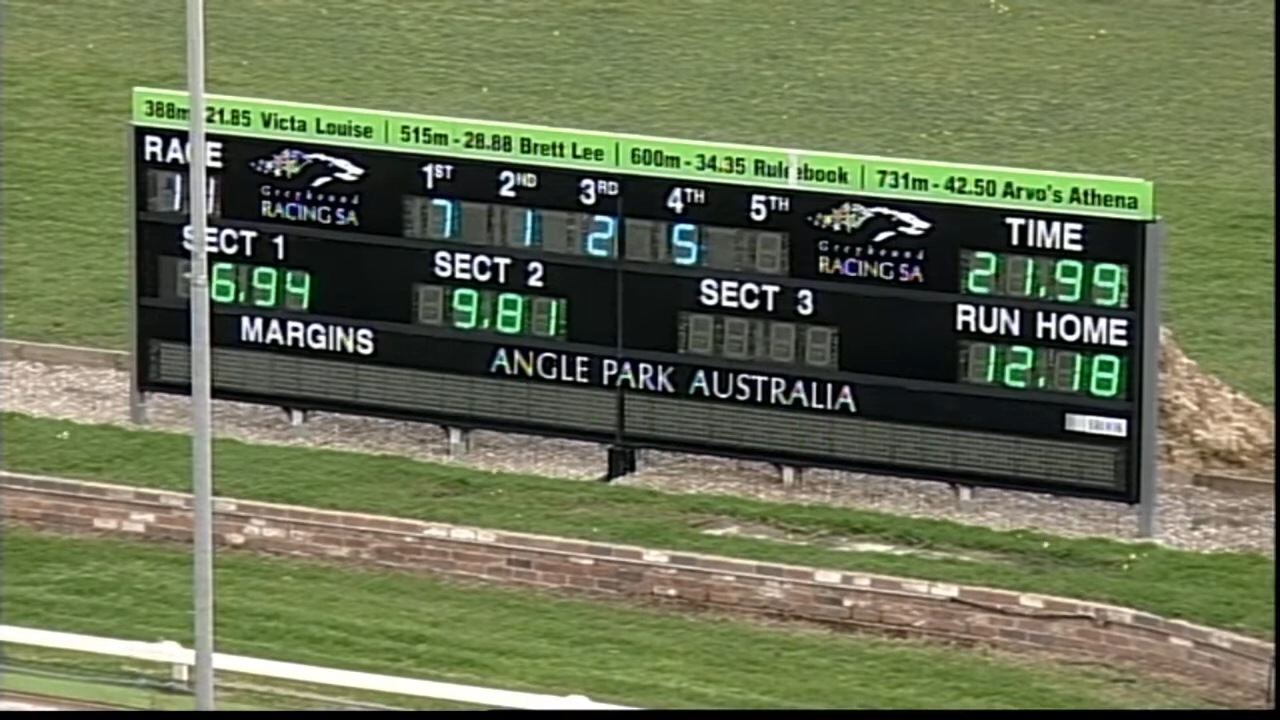 388m 21.85 Victa Louise | 515m - 28.88 Brett Lee | 600m - 34.35 Rulebook | 731m - 42.50 Arvo's Athena
RACE 1ST 2ND 3RD 4TH 5TH TIME
Greyhound RACING SA 7 1 2 5 Greyhound RACING SA 21.99
SECT 1 SECT 2 SECT 3 RUN HOME
6.94 9.81 12.18
MARGINS ANGLE PARK AUSTRALIA